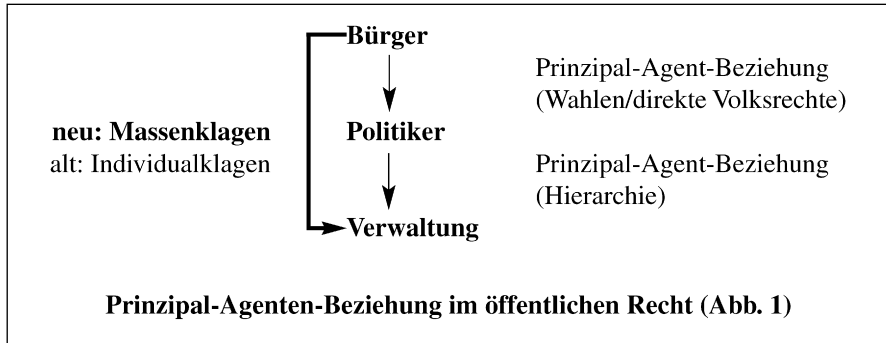 Bürger
Prinzipal-Agent-Beziehung
(Wahlen/direkte Volksrechte)
neu: Massenklagen
alt: Individualklagen
Politiker
Prinzipal-Agent-Beziehung
(Hierarchie)
Verwaltung
Prinzipal-Agenten-Beziehung im öffentlichen Recht (Abb. 1)